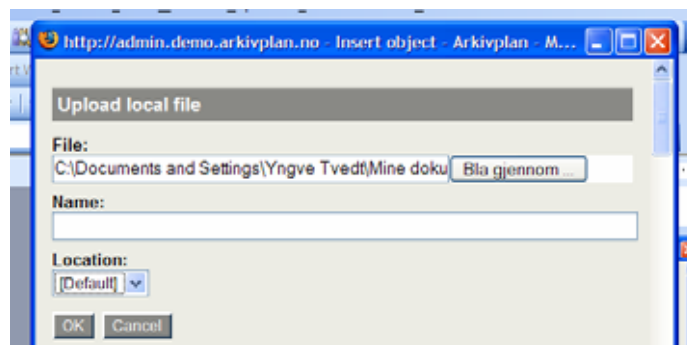 http://admin.demo.arkivplan.no - Insert object - Arkivplan - M...
Upload local file
File:
C:\Documents and Settings\Yngve Tvedt\Mine doku Bla gjennom ...
Name:
Location:
[Default]
OK Cancel